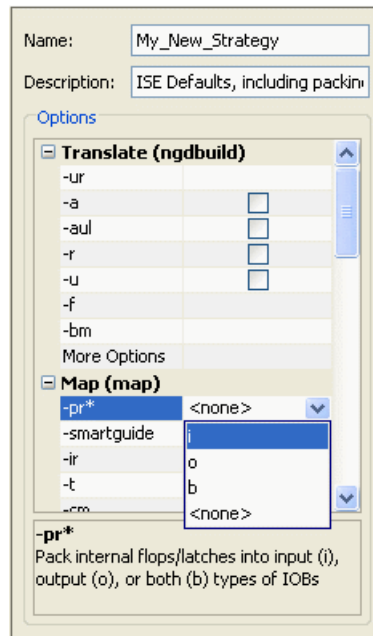 Name: My_New_Strategy
Description: ISE Defaults, including packin
Options
Translate (ngdbuild)
-ur
-a
-aul
-r
-u
-f
-bm
More Options
Map (map)
-pr* <none>
-smartguide i
-ir o
-t b
-cm <none>
-pr*
Pack internal flops/latches into input (i),
output (o), or both (b) types of IOBs